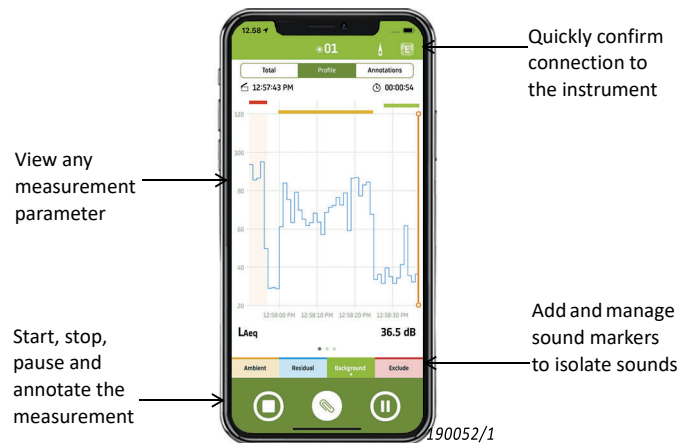 12.58
01
E
Total Profile Annotations
12:57:43 PM 00:00:54
120
100
80
60
40
20
12:58:00 PM 12:58:10 PM 12:58:20 PM 12:58:30 PM
LAeq 36.5 dB
Ambient Residual Background Exclude
Quickly confirm
connection to
the instrument
View any
measurement
parameter
Add and manage
sound markers
to isolate sounds
Start, stop,
pause and
annotate the
measurement
190052/1